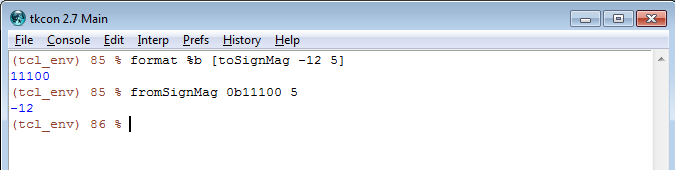 tkcon 2.7 Main
File Console Edit Interp Prefs History Help
(tcl_env) 85 % format %b [toSignMag -12 5]
11100
(tcl_env) 85 % fromSignMag 0b11100 5
-12
(tcl_env) 86 %